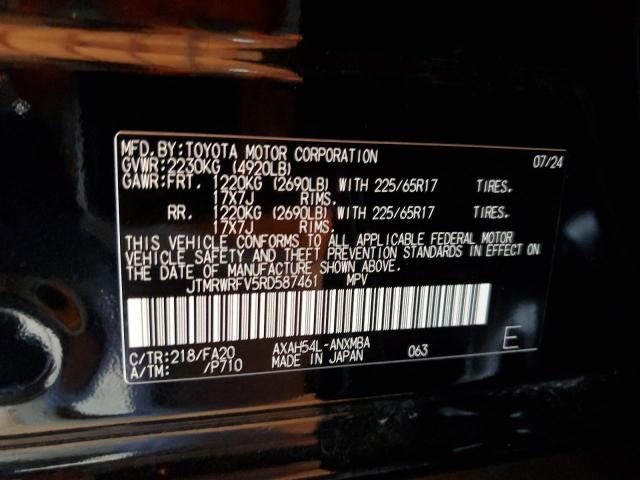 MFD.BY:TOYOTA MOTOR CORPORATION 07/24
GVWR:2230KG (4920LB)
GAWR:FRT. 1220KG (2690LB) WITH 225/65R17 TIRES.
17X7J RIMS.
RR. 1220KG (2690LB) WITH 225/65R17 TIRES.
17X7J RIMS.
THIS VEHICLE CONFORMS TO ALL APPLICABLE FEDERAL MOTOR
VEHICLE SAFETY AND THEFT PREVENTION STANDARDS IN EFFECT ON
THE DATE OF MANUFACTURE SHOWN ABOVE.
JTMRWRFV5RD587461 MPV
C/TR:218/FA20 AXAH54L-ANXMBA 063 E
A/TM: /P710 MADE IN JAPAN